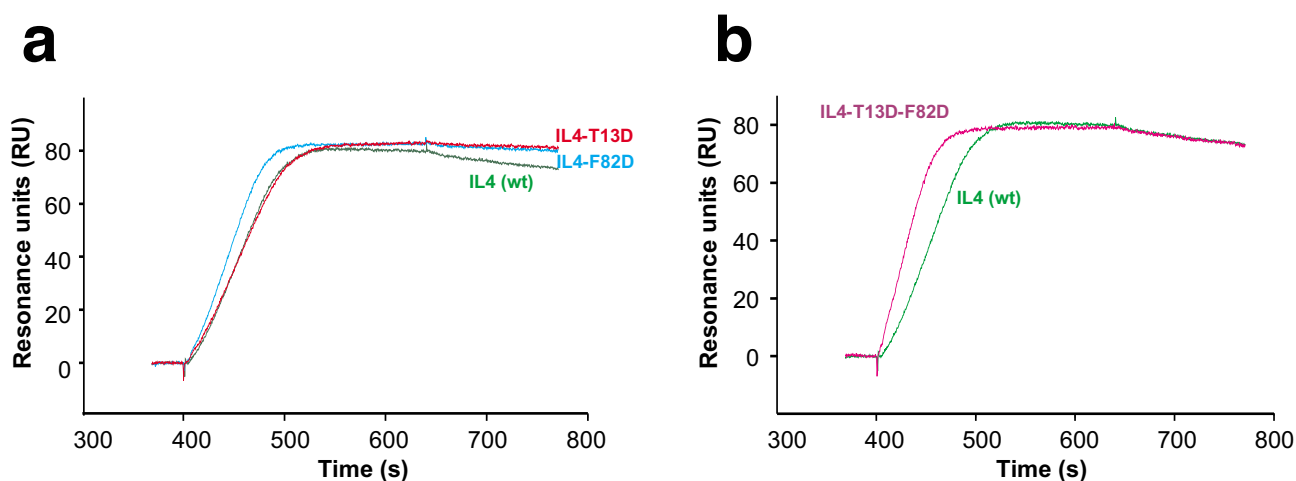 a
Resonance units (RU)
80
60
40
20
0
IL4-T13D
IL4-F82D
IL4 (wt)
300 400 500 600 700 800
Time (s)
b
Resonance units (RU)
80
60
40
20
0
IL4-T13D-F82D
IL4 (wt)
300 400 500 600 700 800
Time (s)